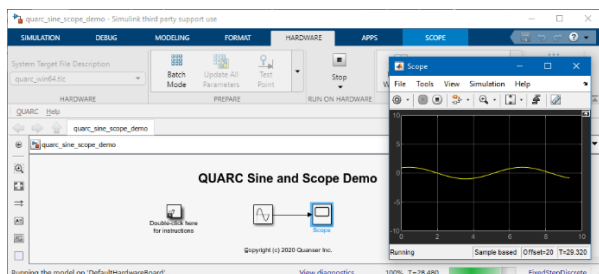 quarc_sine_scope_demo - Simulink third party support use
SIMULATION DEBUG MODELING FORMAT HARDWARE APPS SCOPE
System Target File Description
quarc_win64.tlc
Batch Mode
Update All Parameters
Test Point
Stop
HARDWARE PREPARE RUN ON HARDWARE
QUARC Help
quarc_sine_scope_demo
quarc_sine_scope_demo
QUARC Sine and Scope Demo
Double-click here
for instructions
Scope
Copyright (c) 2020 Quanser Inc.
Running the model on 'DefaultHardwareBoard' View diagnostics 100% T=28.480 FixedStepDiscrete
Scope
File Tools View Simulation Help
10
5
0
-5
-10
0 2 4 6 8 10
Running Sample based Offset=20 T=29.320